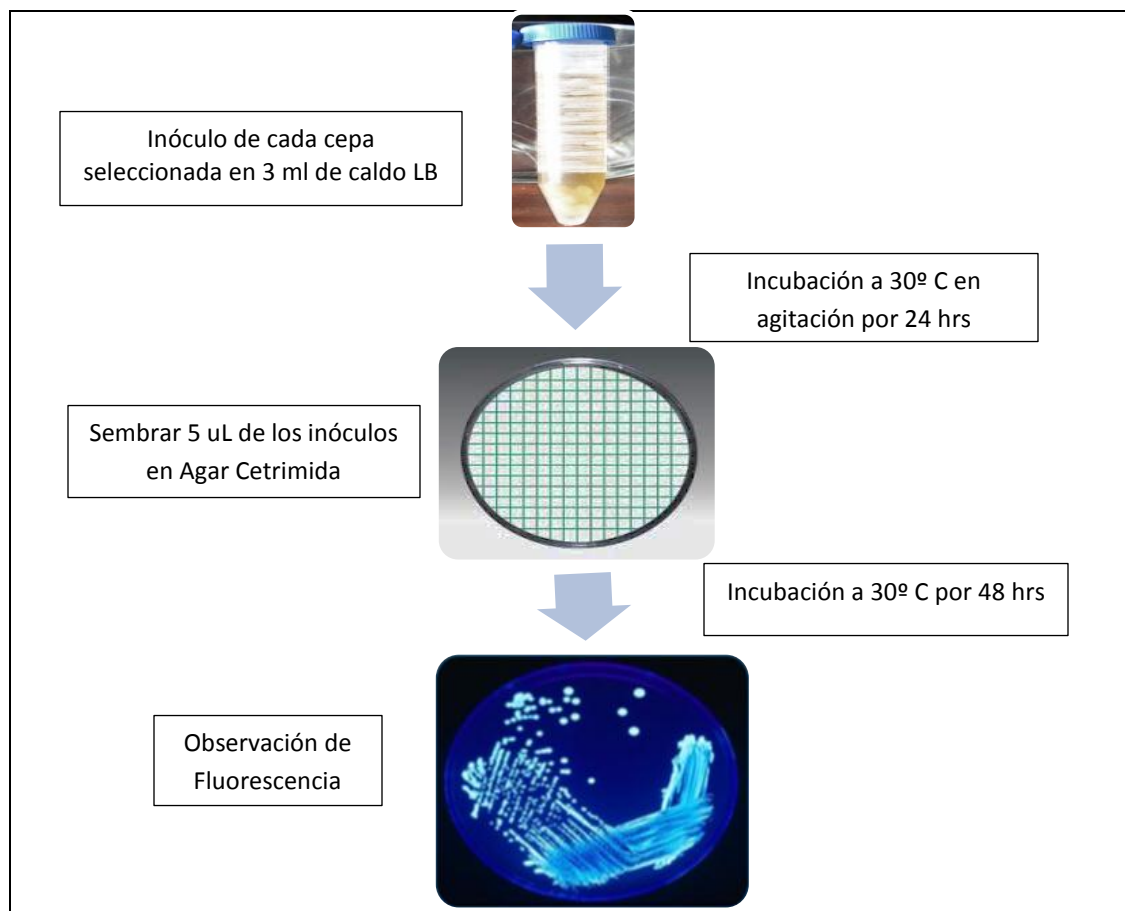 Inóculo de cada cepa
seleccionada en 3 ml de caldo LB
Incubación a 30º C en
agitación por 24 hrs
Sembrar 5 uL de los inóculos
en Agar Cetrimida
Incubación a 30º C por 48 hrs
Observación de
Fluorescencia